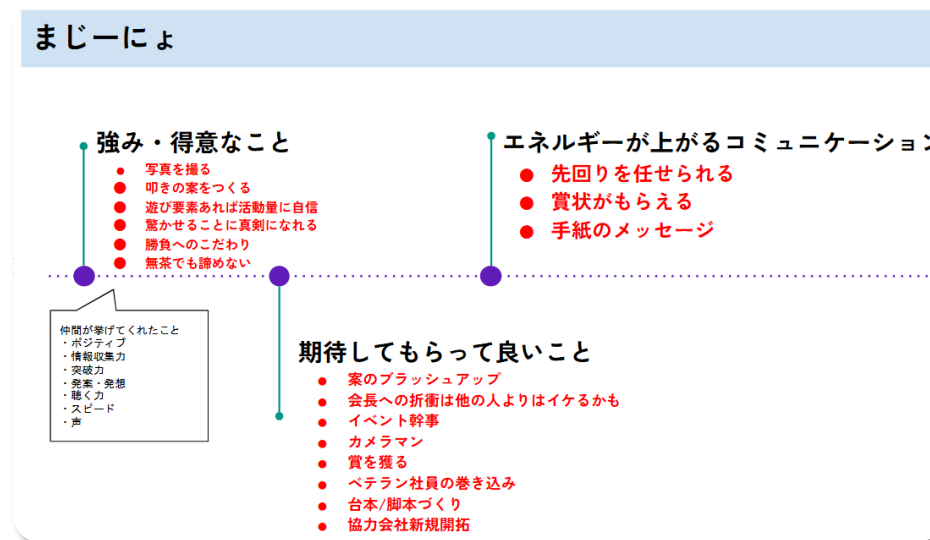 まじーにょ
強み・得意なこと
● 写真を撮る
● 叩きの案をつくる
● 遊び要素あれば活動量に自信
● 驚かせることに真剣になれる
● 勝負へのこだわり
● 無茶でも諦めない
エネルギーが上がるコミュニケーション
● 先回りを任せられる
● 賞状がもらえる
● 手紙のメッセージ
仲間が挙げてくれたこと
・ポジティブ
・情報収集力
・突破力
・発案・発想
・聴く力
・スピード
・声
期待してもらって良いこと
● 案のブラッシュアップ
● 会長への折衝は他の人よりはイケるかも
● イベント幹事
● カメラマン
● 賞を獲る
● ベテラン社員の巻き込み
● 台本/脚本づくり
● 協力会社新規開拓